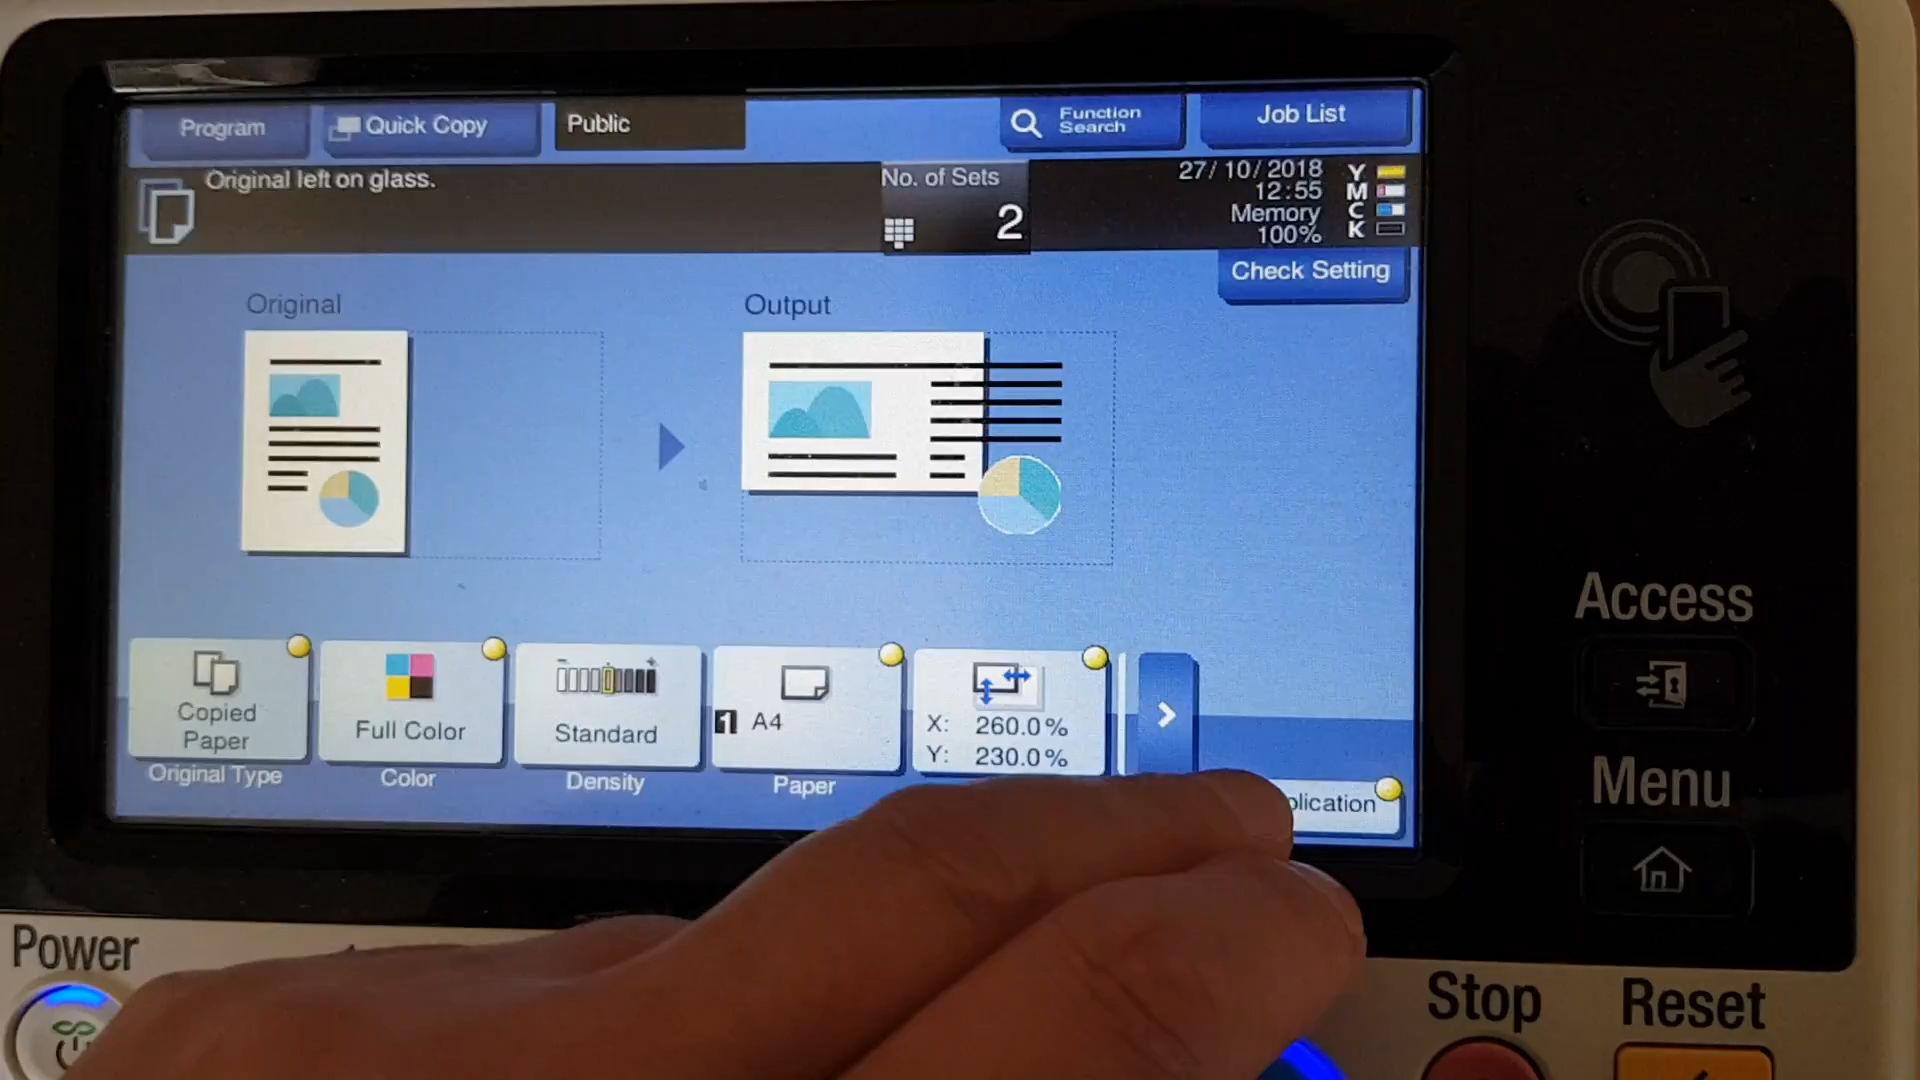 Program
Quick Copy
Public
Function
Search
Job List
Original left on glass.
No. of Sets
2
27/10/2018
12:55
Memory
100%
Y
M
C
K
Check Setting
Original
Output
Copied
Paper
Full Color
Standard
1 A4
X: 260.0%
Y: 230.0%
Original Type
Color
Density
Paper
plication
Access
Menu
Power
Stop
Reset